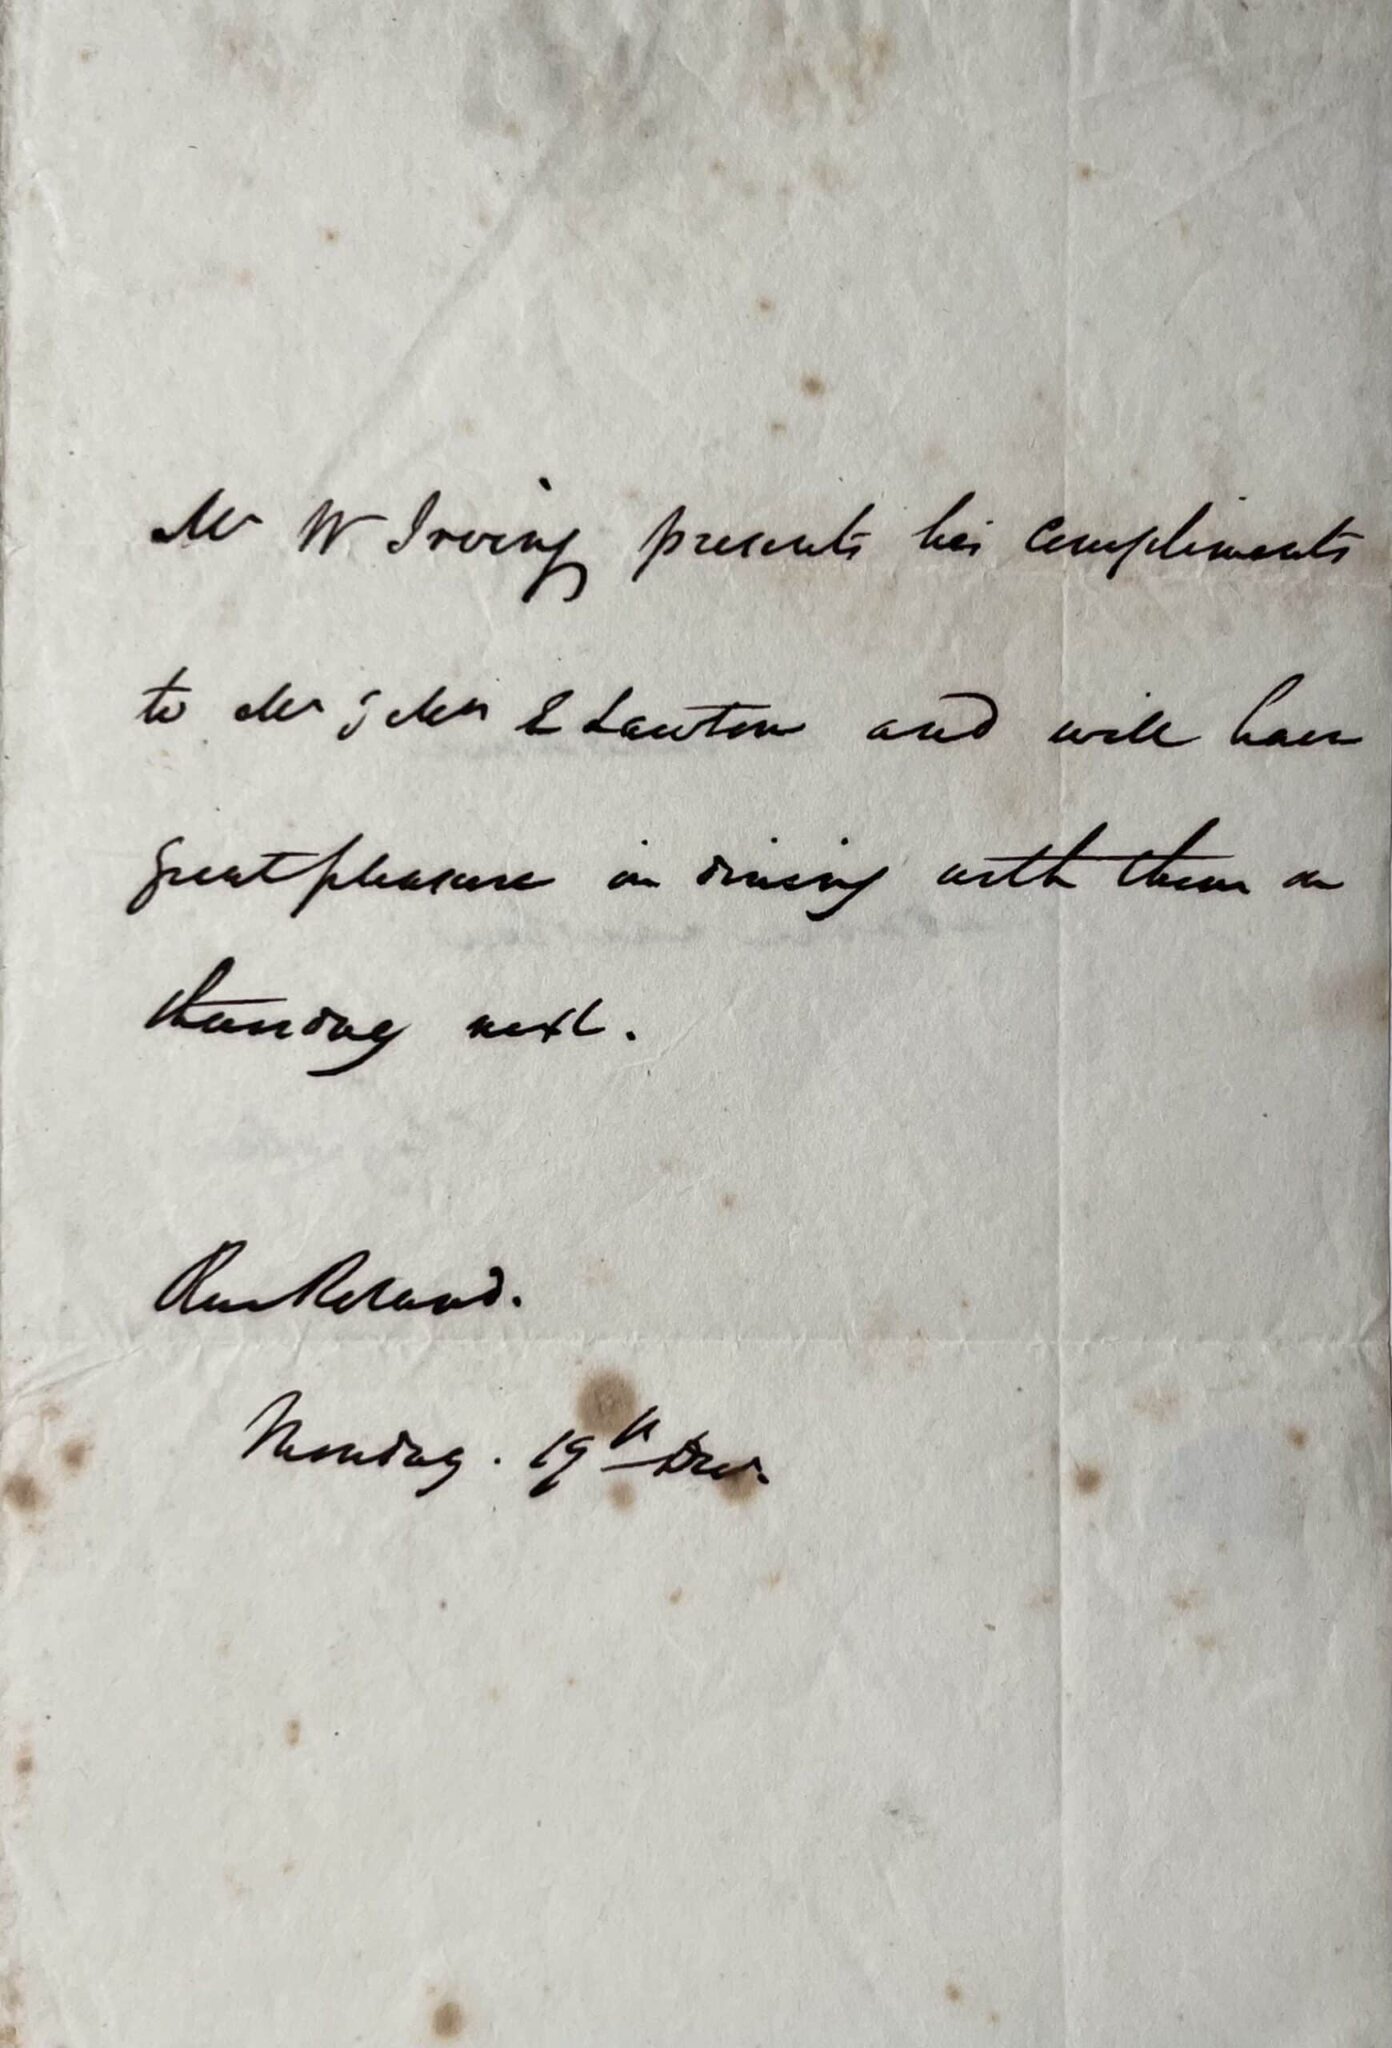 Mr W Irving presents his compliments
to Mr & Mrs L Lawton and will have
great pleasure in dining with them on
thursday next.
Monday. 19th Dec.